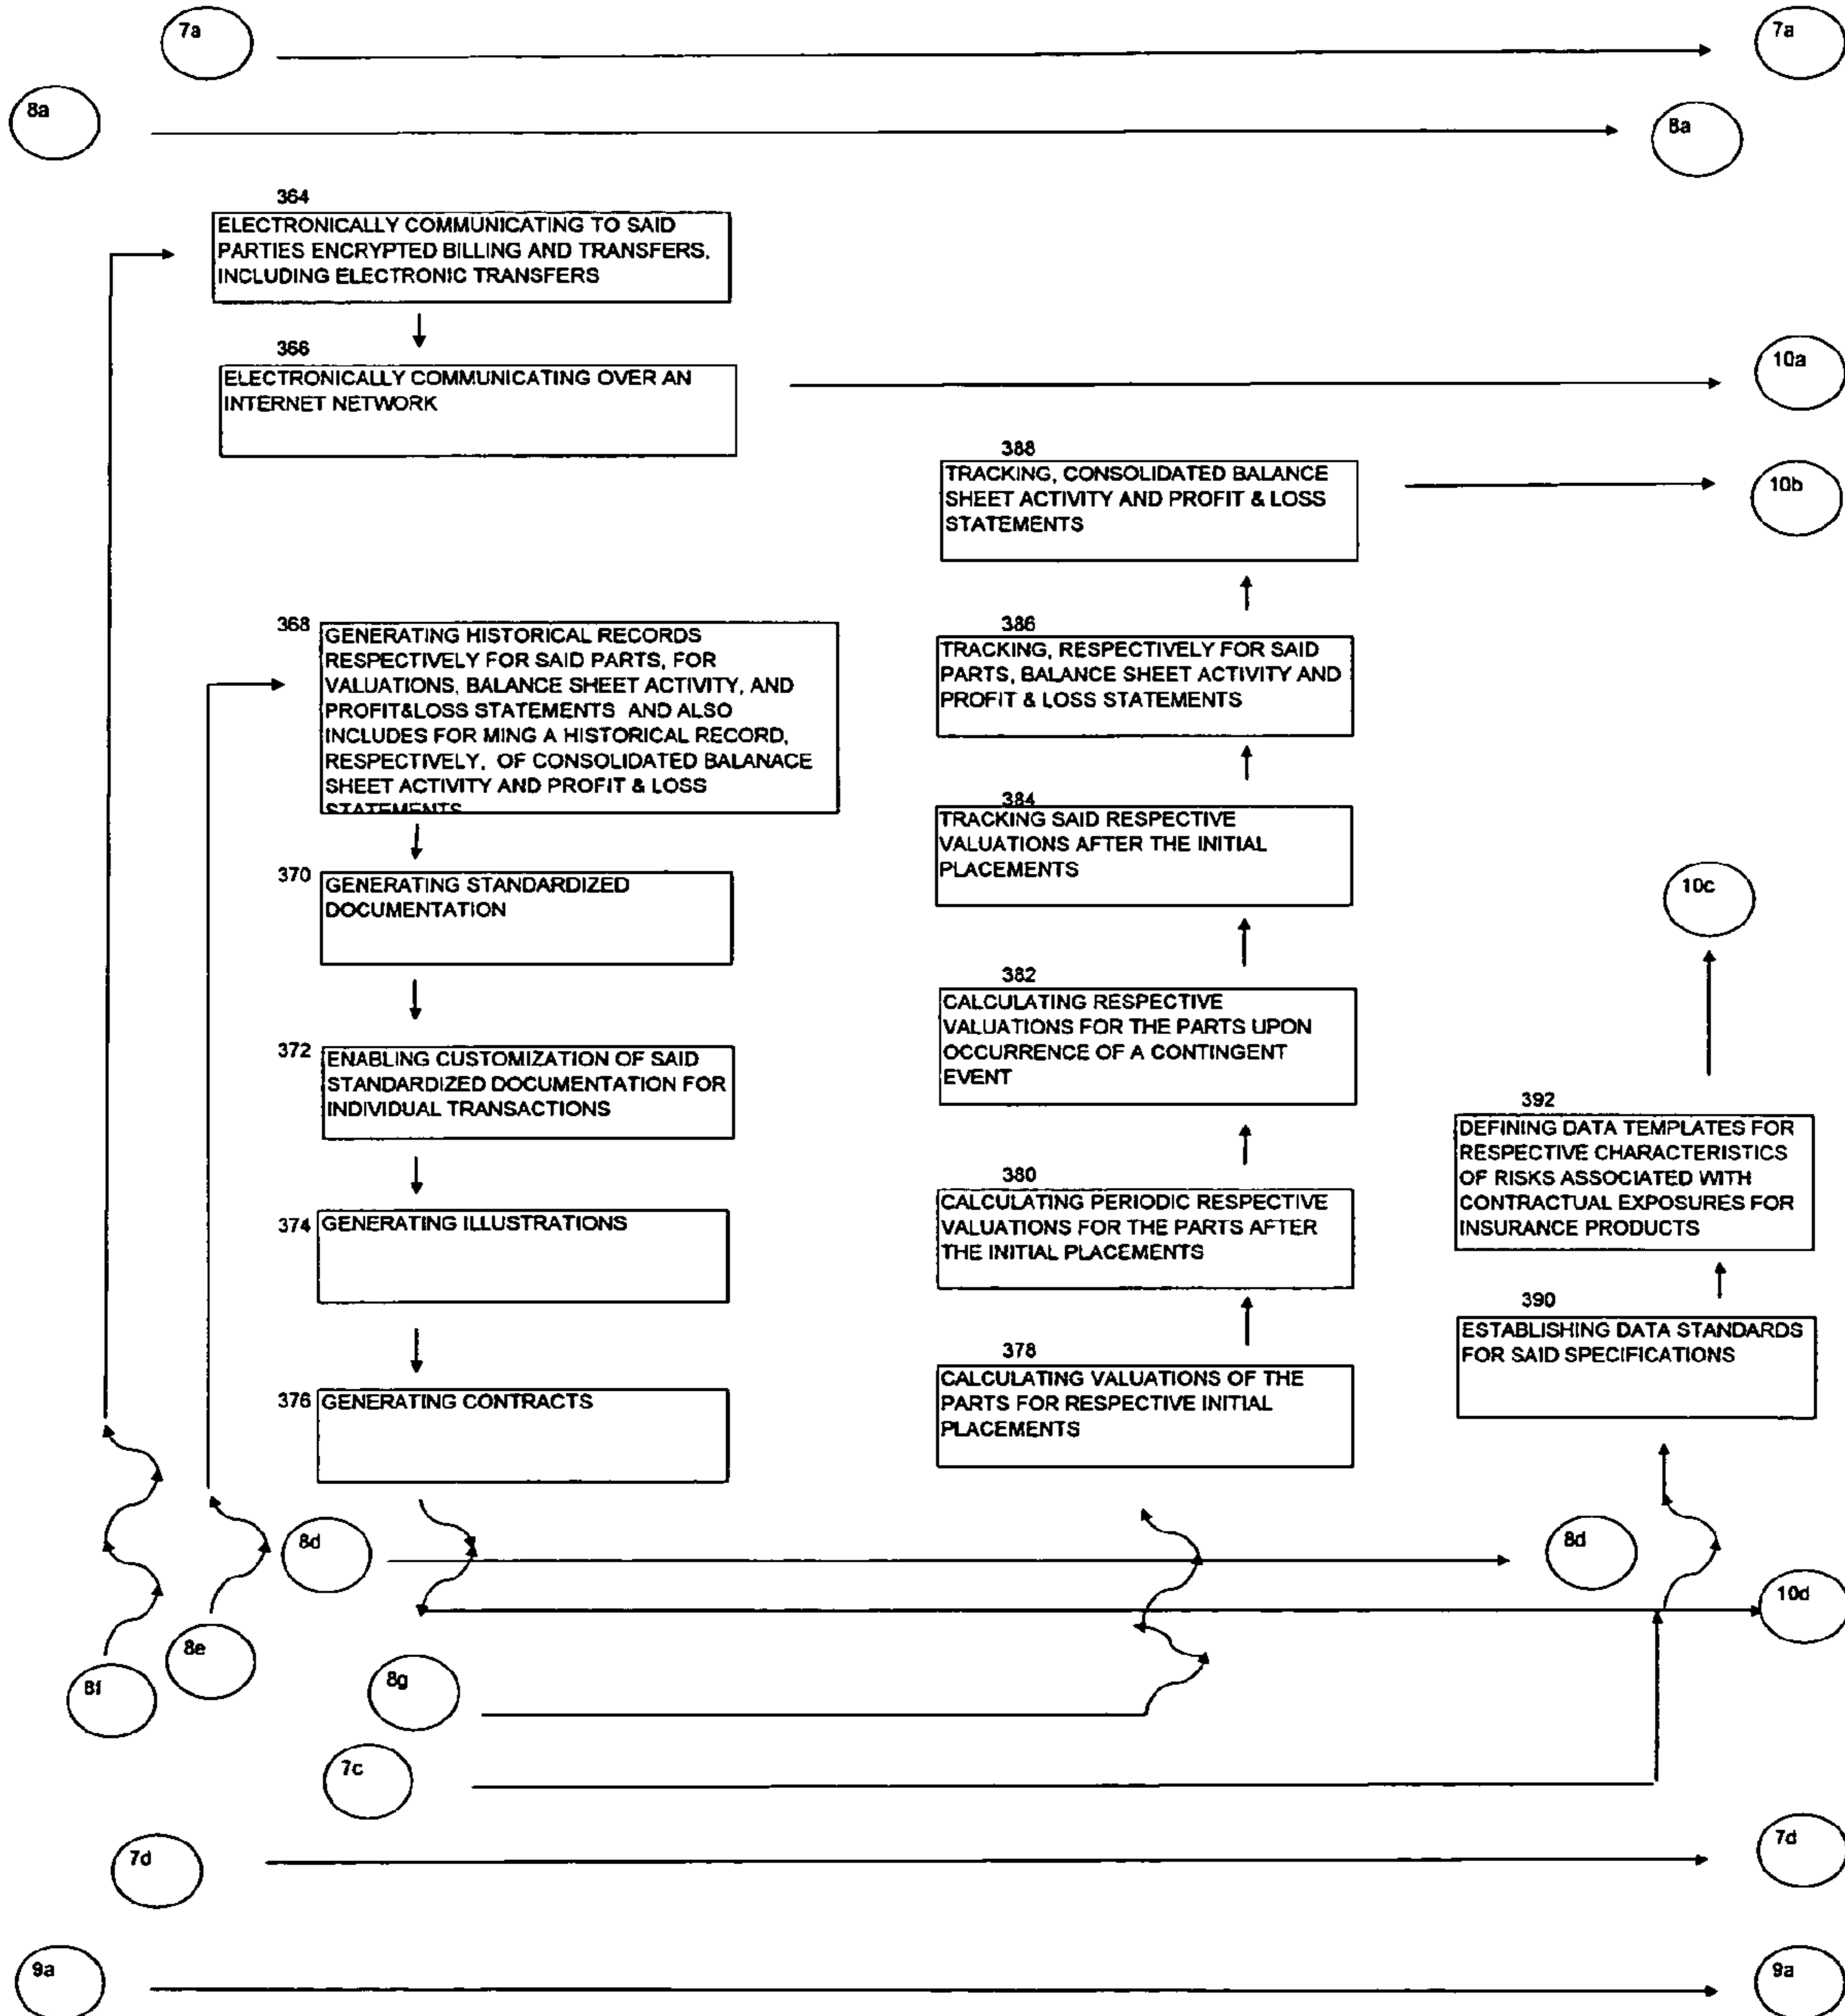 7a
7a
8a
8a
364
ELECTRONICALLY COMMUNICATING TO SAID
PARTIES ENCRYPTED BILLING AND TRANSFERS,
INCLUDING ELECTRONIC TRANSFERS
366
ELECTRONICALLY COMMUNICATING OVER AN
INTERNET NETWORK
10a
388
TRACKING, CONSOLIDATED BALANCE
SHEET ACTIVITY AND PROFIT & LOSS
STATEMENTS
10b
368
GENERATING HISTORICAL RECORDS
RESPECTIVELY FOR SAID PARTS, FOR
VALUATIONS, BALANCE SHEET ACTIVITY, AND
PROFIT&LOSS STATEMENTS AND ALSO
INCLUDES FOR MING A HISTORICAL RECORD,
RESPECTIVELY, OF CONSOLIDATED BALANACE
SHEET ACTIVITY AND PROFIT & LOSS
STATEMENTS
386
TRACKING, RESPECTIVELY FOR SAID
PARTS, BALANCE SHEET ACTIVITY AND
PROFIT & LOSS STATEMENTS
384
TRACKING SAID RESPECTIVE
VALUATIONS AFTER THE INITIAL
PLACEMENTS
370
GENERATING STANDARDIZED
DOCUMENTATION
10c
382
CALCULATING RESPECTIVE
VALUATIONS FOR THE PARTS UPON
OCCURRENCE OF A CONTINGENT
EVENT
372
ENABLING CUSTOMIZATION OF SAID
STANDARDIZED DOCUMENTATION FOR
INDIVIDUAL TRANSACTIONS
392
DEFINING DATA TEMPLATES FOR
RESPECTIVE CHARACTERISTICS
OF RISKS ASSOCIATED WITH
CONTRACTUAL EXPOSURES FOR
INSURANCE PRODUCTS
380
CALCULATING PERIODIC RESPECTIVE
VALUATIONS FOR THE PARTS AFTER
THE INITIAL PLACEMENTS
374
GENERATING ILLUSTRATIONS
390
ESTABLISHING DATA STANDARDS
FOR SAID SPECIFICATIONS
378
CALCULATING VALUATIONS OF THE
PARTS FOR RESPECTIVE INITIAL
PLACEMENTS
376
GENERATING CONTRACTS
8d
8d
10d
8e
8f
8g
7c
7d
7d
9a
9a